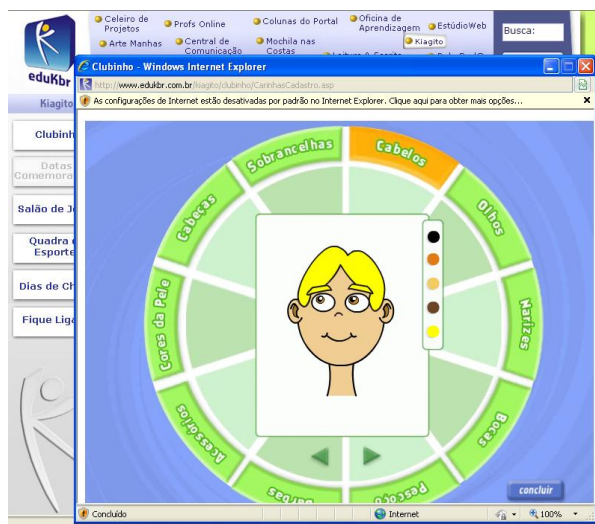 Celeiro de
Projetos
Profs Online
Colunas do Portal
Oficina de
Aprendizagem
EstúdioWeb
Busca:
Arte Manhas
Central de
Comunicação
Mochila nas
Costas
Kiagito
eduKbr
Kiagito
Clubinho - Windows Internet Explorer
http://www.edukbr.com.br/kiagito/clubinho/CarinhasCadastro.asp
As configurações de Internet estão desativadas por padrão no Internet Explorer. Clique aqui para obter mais opções...
Clubinh
Datas
Comemora
Salão de J
Quadra
Esporte
Dias de Ch
Fique Liga
Sobrancelhas
Cabelos
Cabeças
Olhos
Cores da Pele
Narizes
Acessórios
Bocas
Barbas
Pescoço
concluir
Concluído
Internet
100%